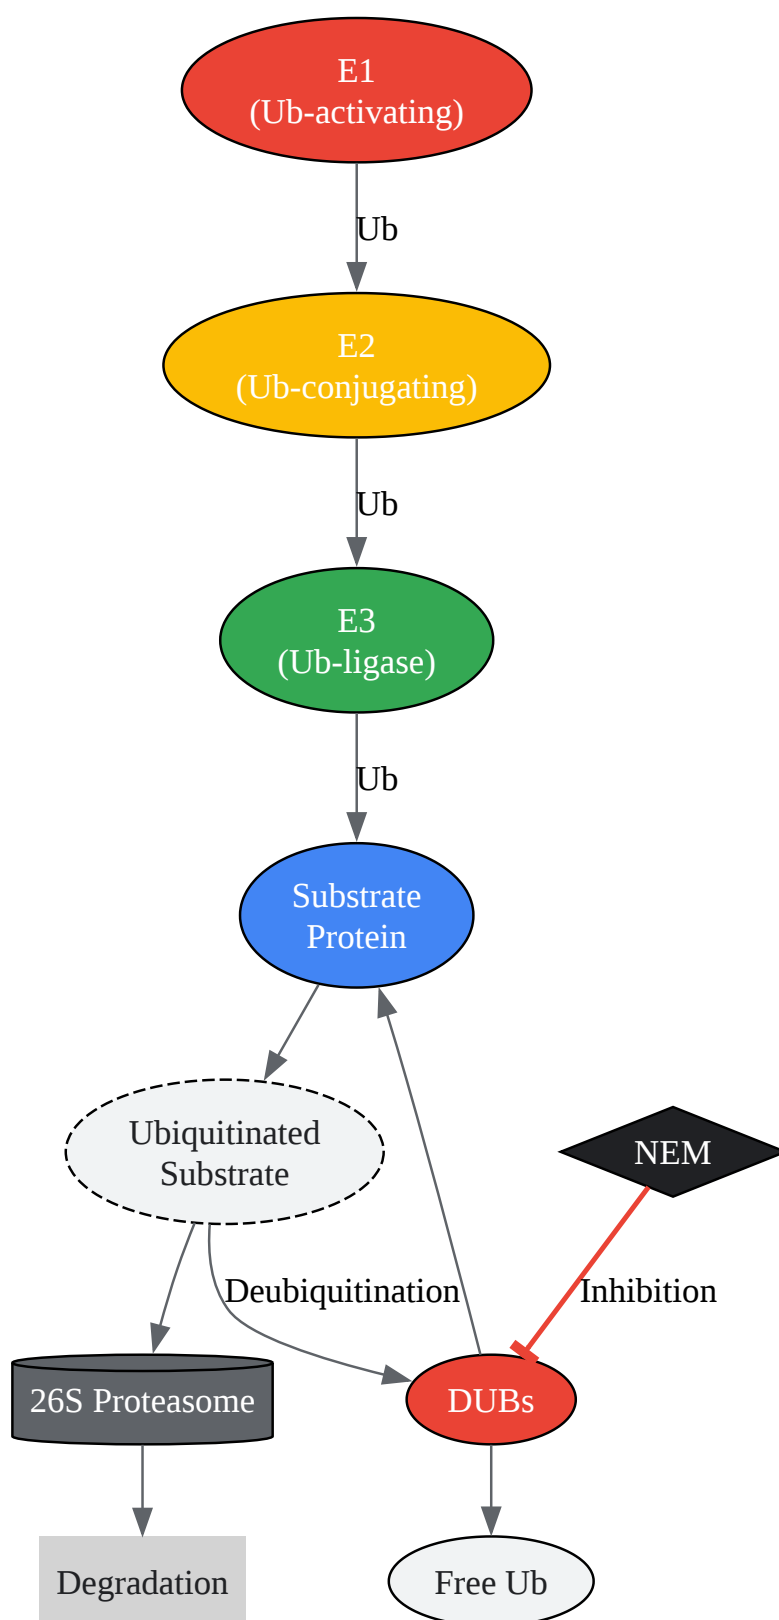 E1
(Ub-activating)
Ub
E2
(Ub-conjugating)
Ub
E3
(Ub-ligase)
Ub
Substrate
Protein
Ubiquitinated
Substrate
NEM
Deubiquitination
Inhibition
26S Proteasome
DUBs
Degradation
Free Ub